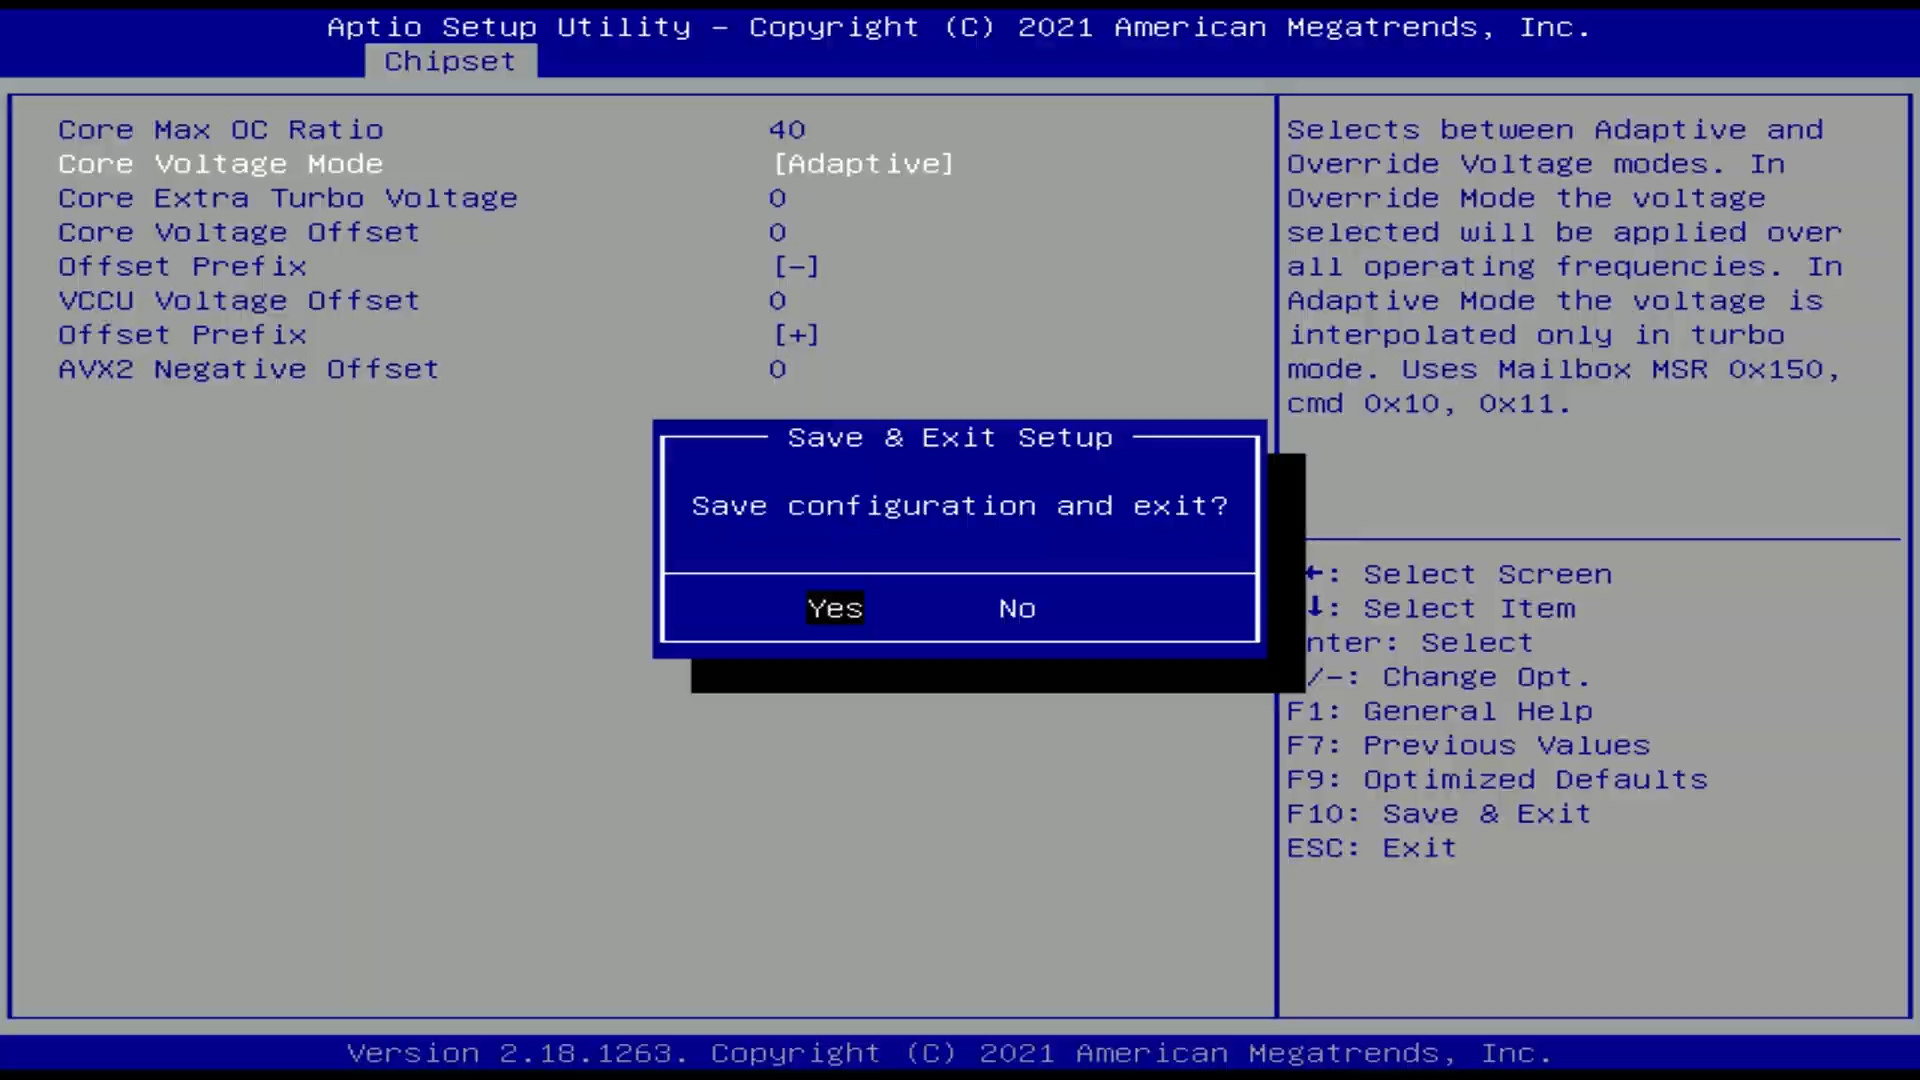 Aptio Setup Utility – Copyright (C) 2021 American Megatrends, Inc.
Chipset
Core Max OC Ratio 40
Core Voltage Mode [Adaptive]
Core Extra Turbo Voltage 0
Core Voltage Offset 0
Offset Prefix [–]
VCCU Voltage Offset 0
Offset Prefix [+]
AVX2 Negative Offset 0
Selects between Adaptive and
Override Voltage modes. In
Override Mode the voltage
selected will be applied over
all operating frequencies. In
Adaptive Mode the voltage is
interpolated only in turbo
mode. Uses Mailbox MSR 0x150,
cmd 0x10, 0x11.
Save & Exit Setup
Save configuration and exit?
Yes No
←: Select Screen
↓: Select Item
nter: Select
/–: Change Opt.
F1: General Help
F7: Previous Values
F9: Optimized Defaults
F10: Save & Exit
ESC: Exit
Version 2.18.1263. Copyright (C) 2021 American Megatrends, Inc.